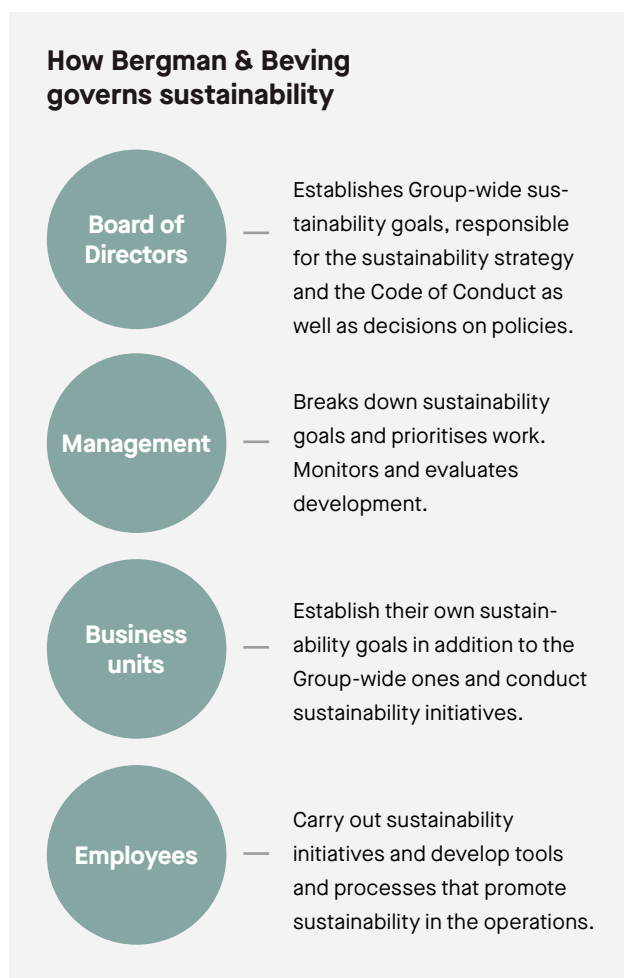 How Bergman & Beving
governs sustainability
Board of
Directors
Establishes Group-wide sus-
tainability goals, responsible
for the sustainability strategy
and the Code of Conduct as
well as decisions on policies.
Management
Breaks down sustainability
goals and prioritises work.
Monitors and evaluates
development.
Business
units
Establish their own sustain-
ability goals in addition to the
Group-wide ones and conduct
sustainability initiatives.
Employees
Carry out sustainability
initiatives and develop tools
and processes that promote
sustainability in the operations.